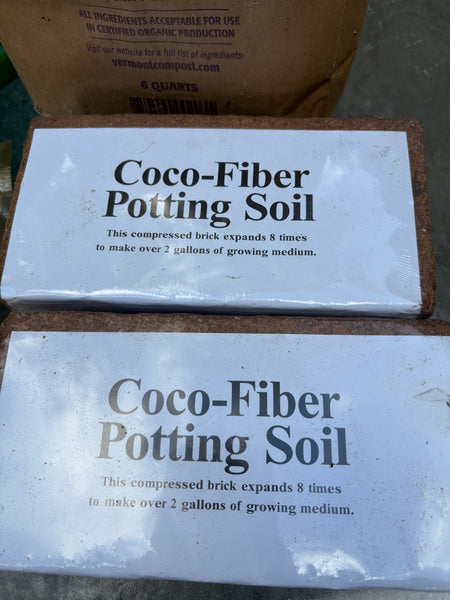 ALL INGREDIENTS ACCEPTABLE FOR USE
IN CERTIFIED ORGANIC PRODUCTION
Visit our website for a full list of ingredients:
vermontcompost.com
6 QUARTS
Coco-Fiber
Potting Soil
This compressed brick expands 8 times
to make over 2 gallons of growing medium.
Coco-Fiber
Potting Soil
This compressed brick expands 8 times
to make over 2 gallons of growing medium.